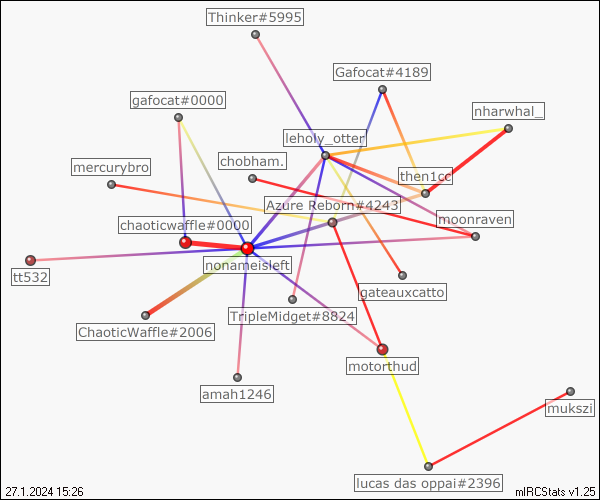 Thinker#5995
Gafocat#4189
gafocat#0000
nharwhal_
leholy_otter
chobham.
mercurybro
then1cc
Azure Reborn#4243
moonraven
chaoticwaffle#0000
nonameisleft
tt532
gateauxcatto
TripleMidget#8824
ChaoticWaffle#2006
motorthud
amah1246
mukszi
lucas das oppai#2396
27.1.2024 15:26
mIRCStats v1.25